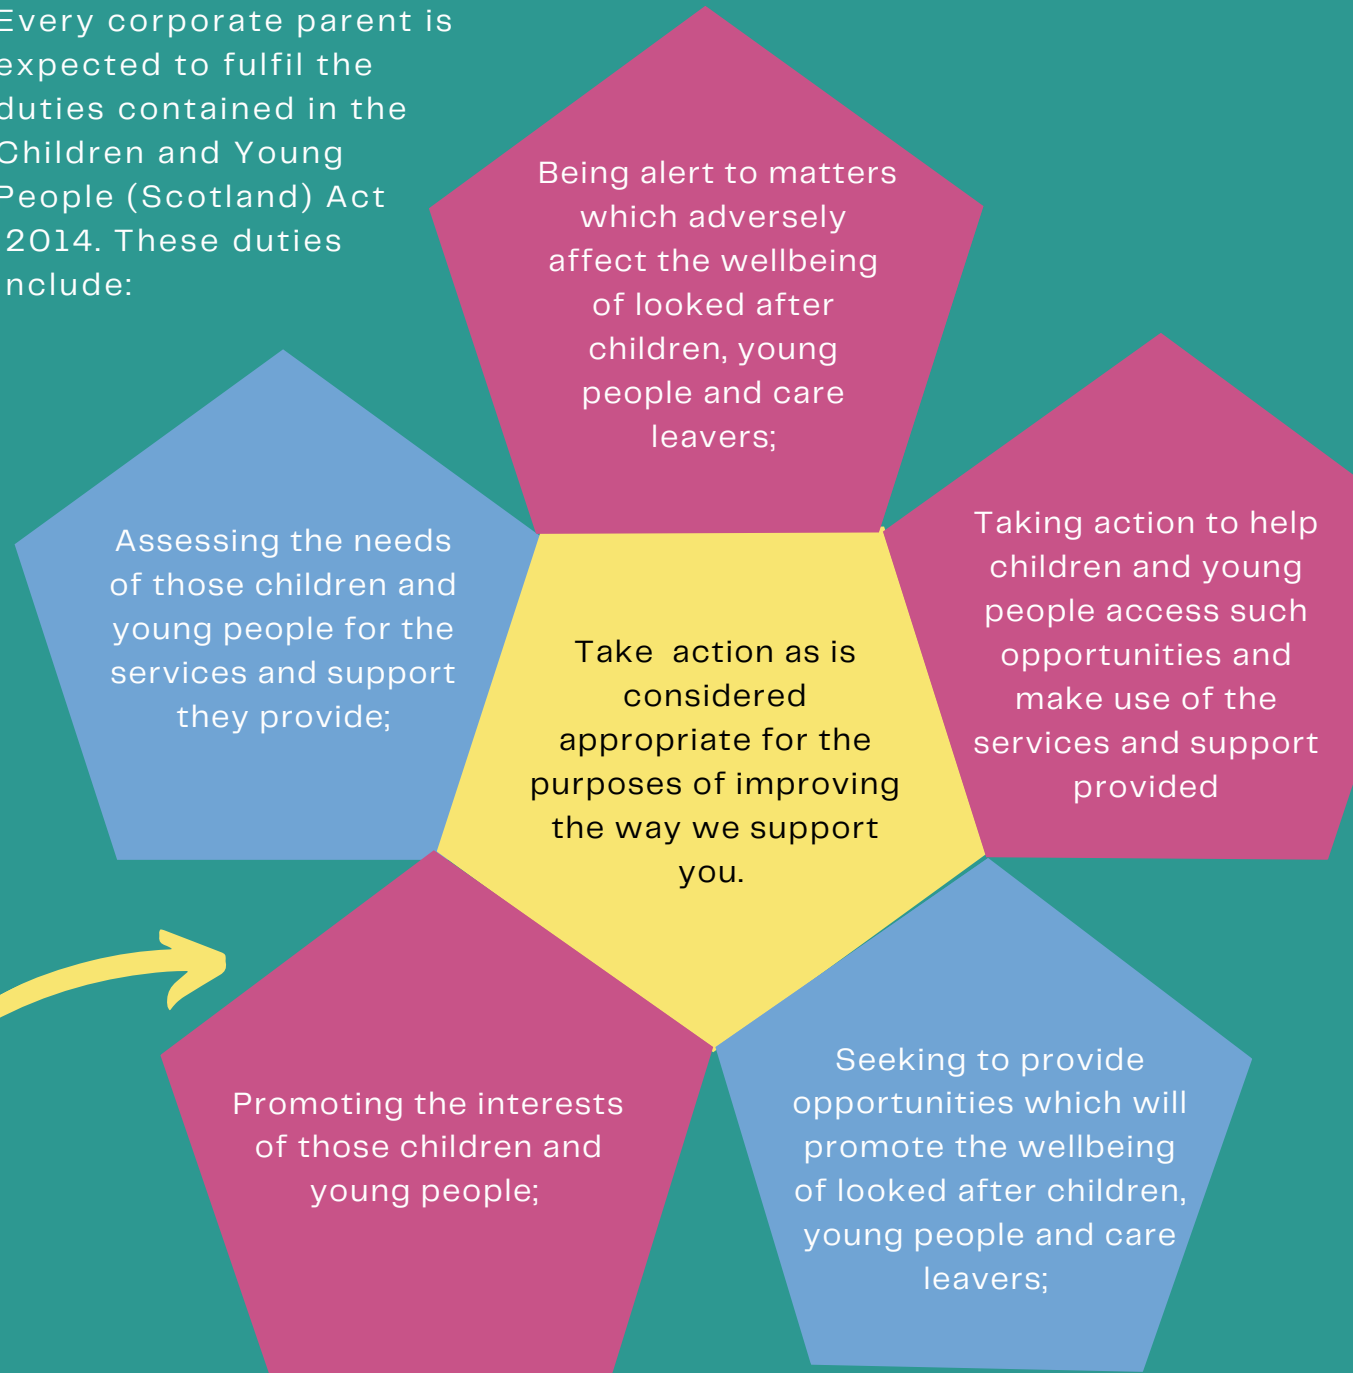 Every corporate parent is
expected to fulfil the
duties contained in the
Children and Young
People (Scotland) Act
2014. These duties
include:
Being alert to matters
which adversely
affect the wellbeing
of looked after
children, young
people and care
leavers;
Assessing the needs
of those children and
young people for the
services and support
they provide;
Taking action to help
children and young
people access such
opportunities and
make use of the
services and support
provided
Take action as is
considered
appropriate for the
purposes of improving
the way we support
you.
Promoting the interests
of those children and
young people;
Seeking to provide
opportunities which will
promote the wellbeing
of looked after children,
young people and care
leavers;